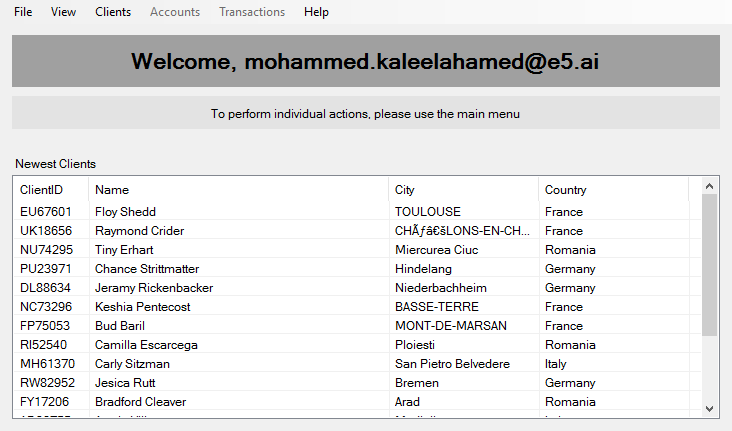 File View Clients Accounts Transactions Help
Welcome, mohammed.kaleelahamed@e5.ai
To perform individual actions, please use the main menu
Newest Clients
ClientID Name City Country
EU67601 Floy Shedd TOULOUSE France
UK18656 Raymond Crider CHÃƒâ€šLONS-EN-CH... France
NU74295 Tiny Erhart Miercurea Ciuc Romania
PU23971 Chance Strittmatter Hindelang Germany
DL88634 Jeramy Rickenbacker Niederbachheim Germany
NC73296 Keshia Pentecost BASSE-TERRE France
FP75053 Bud Baril MONT-DE-MARSAN France
RI52540 Camilla Escarcega Ploiesti Romania
MH61370 Carly Sitzman San Pietro Belvedere Italy
RW82952 Jesica Rutt Bremen Germany
FY17206 Bradford Cleaver Arad Romania